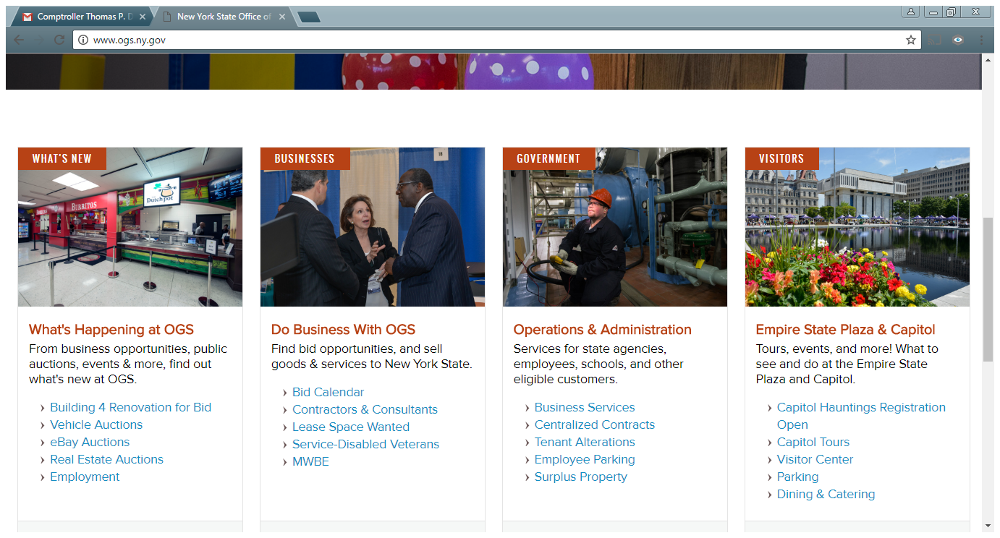 Comptroller Thomas P. D
New York State Office of
www.ogs.ny.gov
WHAT'S NEW
BURRITOS
Dutch pot
What's Happening at OGS
From business opportunities, public
auctions, events & more, find out
what's new at OGS.
Building 4 Renovation for Bid
Vehicle Auctions
eBay Auctions
Real Estate Auctions
Employment
BUSINESSES
18
Do Business With OGS
Find bid opportunities, and sell
goods & services to New York State.
Bid Calendar
Contractors & Consultants
Lease Space Wanted
Service-Disabled Veterans
MWBE
GOVERNMENT
Operations & Administration
Services for state agencies,
employees, schools, and other
eligible customers.
Business Services
Centralized Contracts
Tenant Alterations
Employee Parking
Surplus Property
VISITORS
Empire State Plaza & Capitol
Tours, events, and more! What to
see and do at the Empire State
Plaza and Capitol.
Capitol Hauntings Registration
Open
Capitol Tours
Visitor Center
Parking
Dining & Catering